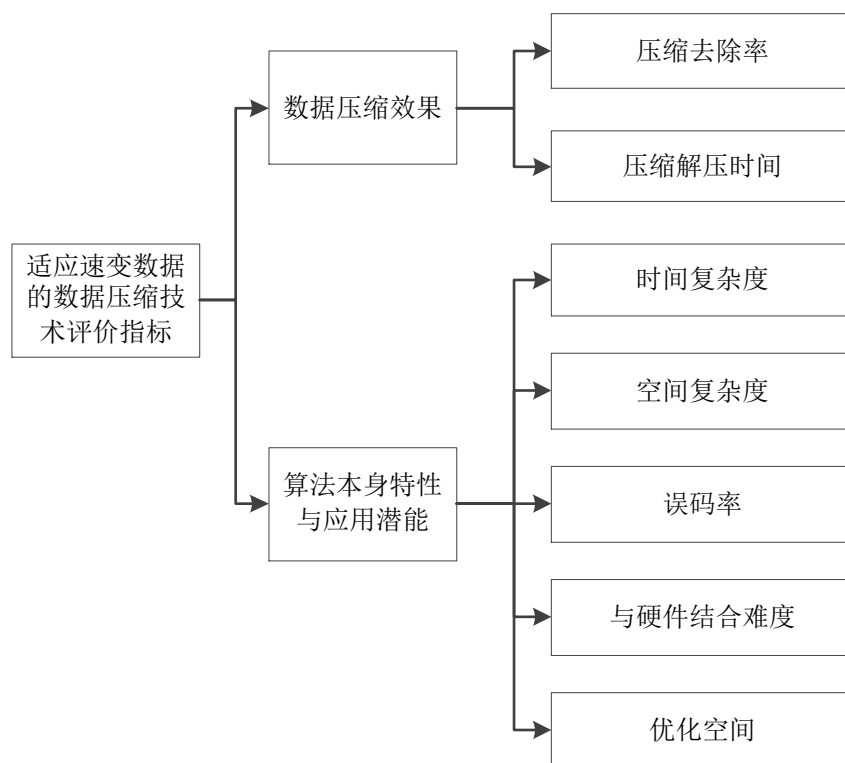 适应速变数据
的数据压缩技
术评价指标
数据压缩效果
压缩去除率
压缩解压时间
算法本身特性
与应用潜能
时间复杂度
空间复杂度
误码率
与硬件结合难度
优化空间